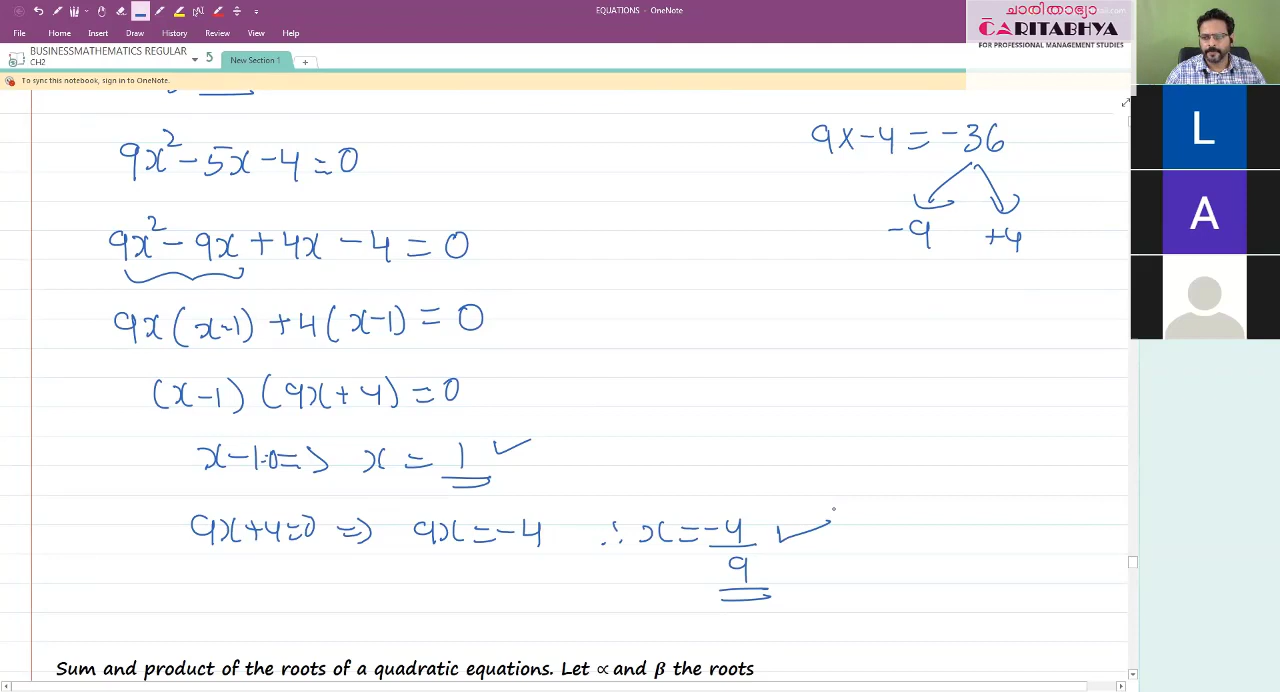 EQUATIONS - OneNote
File Home Insert Draw History Review View Help
BUSINESSMATHEMATICS REGULAR
CH2
New Section 1
+
To sync this notebook, sign in to OneNote.
ചാരിതാഭ്യാ
CARITABHYA
FOR PROFESSIONAL MANAGEMENT STUDIES
L
A
9x² - 5x - 4 = 0
9x² - 9x + 4x - 4 = 0
9x(x-1) + 4(x-1) = 0
(x-1) (9x+4) = 0
x-1=0 => x = 1 ✓
9x+4=0 => 9x = -4 ∴ x = -4/9 ✓
9x-4 = -36
-9 +4
Sum and product of the roots of a quadratic equations. Let ∝ and β the roots